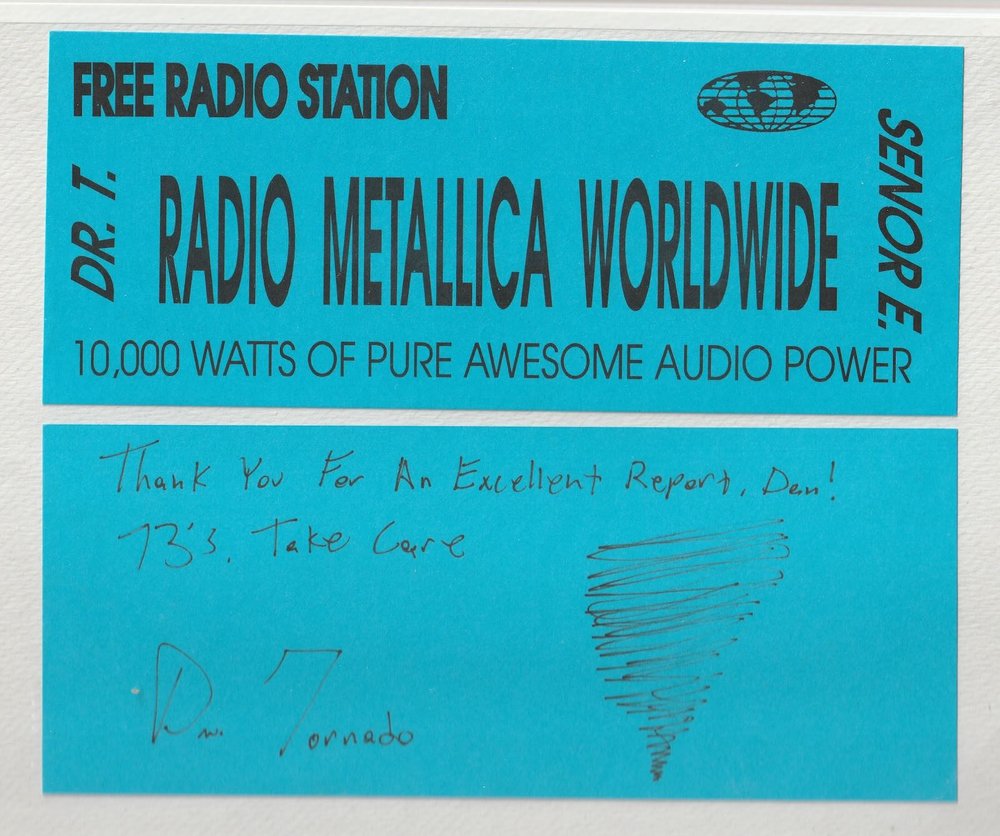 FREE RADIO STATION
DR. T.
RADIO METALLICA WORLDWIDE
SENOR E.
10,000 WATTS OF PURE AWESOME AUDIO POWER
Thank You For An Excellent Report, Dan!
73's, Take Care
Dr. Tornado